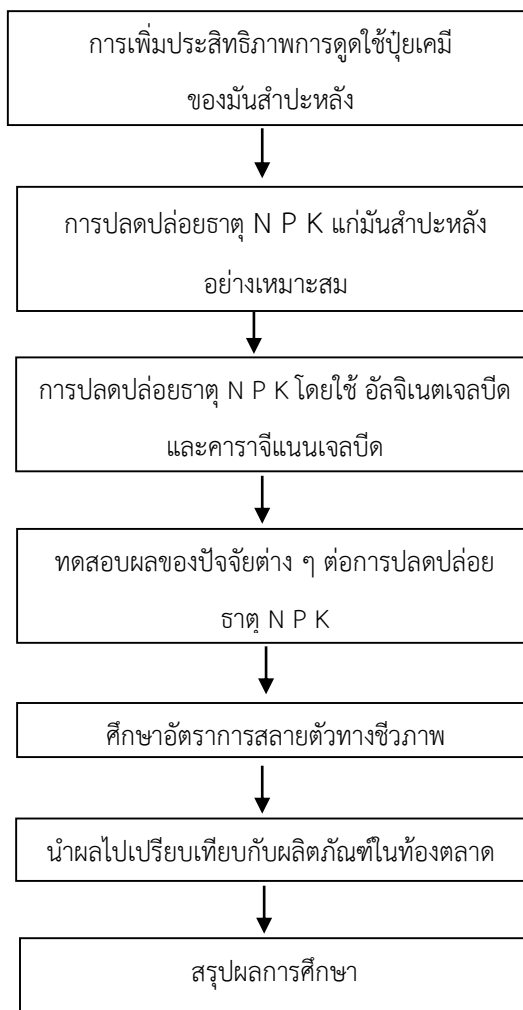 การเพิ่มประสิทธิภาพการดูดใช้ปุ๋ยเคมี
ของมันสำปะหลัง
การปลดปล่อยธาตุ N P K แก่มันสำปะหลัง
อย่างเหมาะสม
การปลดปล่อยธาตุ N P K โดยใช้ อัลจิเนตเจลบีด
และคาราจีแนนเจลบีด
ทดสอบผลของปัจจัยต่าง ๆ ต่อการปลดปล่อย
ธาตุ N P K
ศึกษาอัตราการสลายตัวทางชีวภาพ
นำผลไปเปรียบเทียบกับผลิตภัณฑ์ในท้องตลาด
สรุปผลการศึกษา